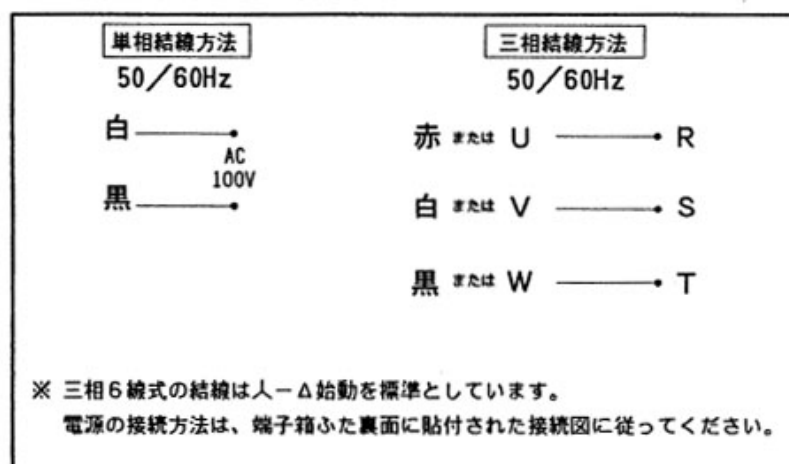 単相結線方法
50/60Hz
白
AC
100V
黒
三相結線方法
50/60Hz
赤 または U R
白 または V S
黒 または W T
※ 三相6線式の結線は人-Δ始動を標準としています。
電源の接続方法は、端子箱ふた裏面に貼付された接続図に従ってください。